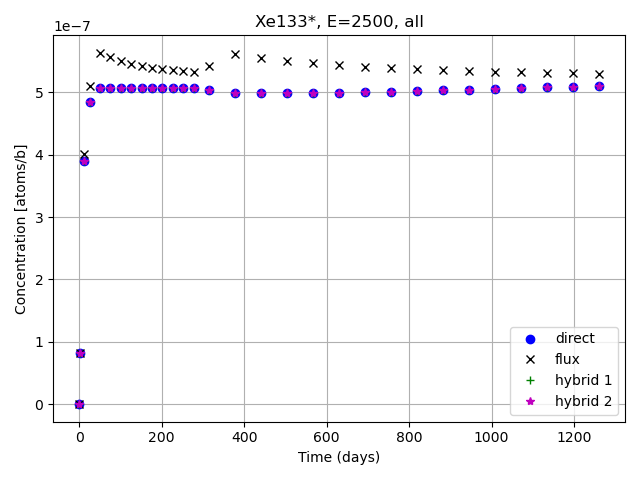 Xe133*, E=2500, all
1e−7
5
4
3
2
1
0
Concentration [atoms/b]
0 200 400 600 800 1000 1200
Time (days)
direct
flux
hybrid 1
hybrid 2